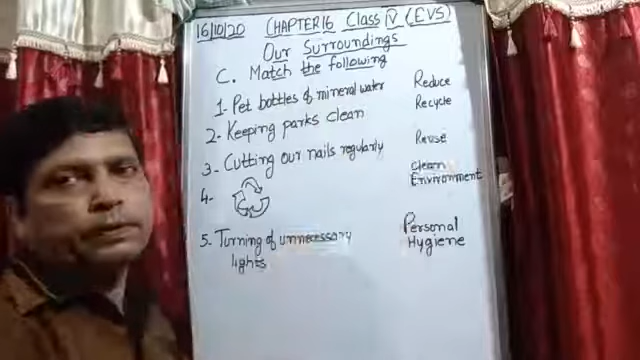 16/10/20 CHAPTER 16 Class IV (EVS)
Our Surroundings
C. Match the following
1- Pet bottles of mineral water Reduce
Recycle
2- Keeping parks clean
Reuse
3- Cutting our nails regularly
Clean
Environment
4-
5. Turning of unnecessary Personal
lights Hygiene